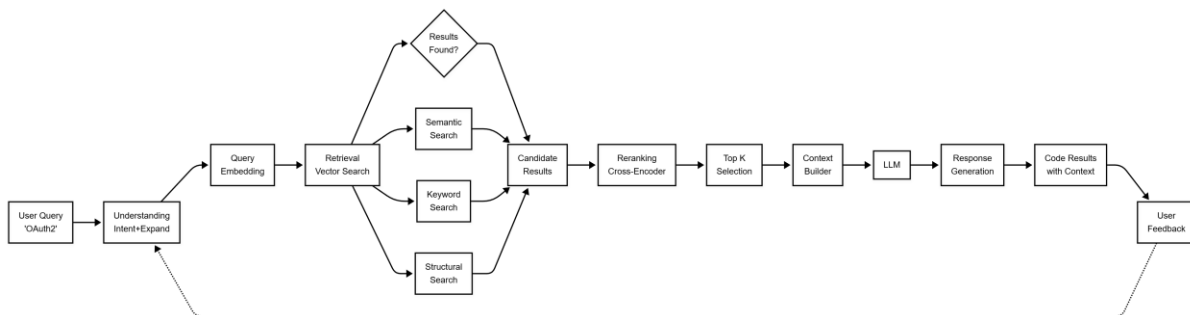 User Query
'OAuth2'
Understanding
Intent+Expand
Query
Embedding
Retrieval
Vector Search
Results
Found?
Semantic
Search
Keyword
Search
Structural
Search
Candidate
Results
Reranking
Cross-Encoder
Top K
Selection
Context
Builder
LLM
Response
Generation
Code Results
with Context
User
Feedback